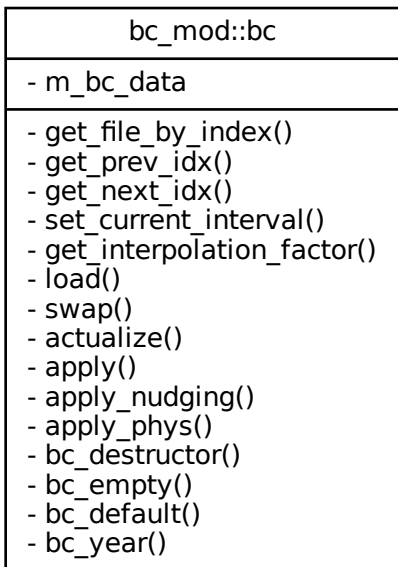 bc_mod::bc
- m_bc_data
- get_file_by_index()
- get_prev_idx()
- get_next_idx()
- set_current_interval()
- get_interpolation_factor()
- load()
- swap()
- actualize()
- apply()
- apply_nudging()
- apply_phys()
- bc_destructor()
- bc_empty()
- bc_default()
- bc_year()